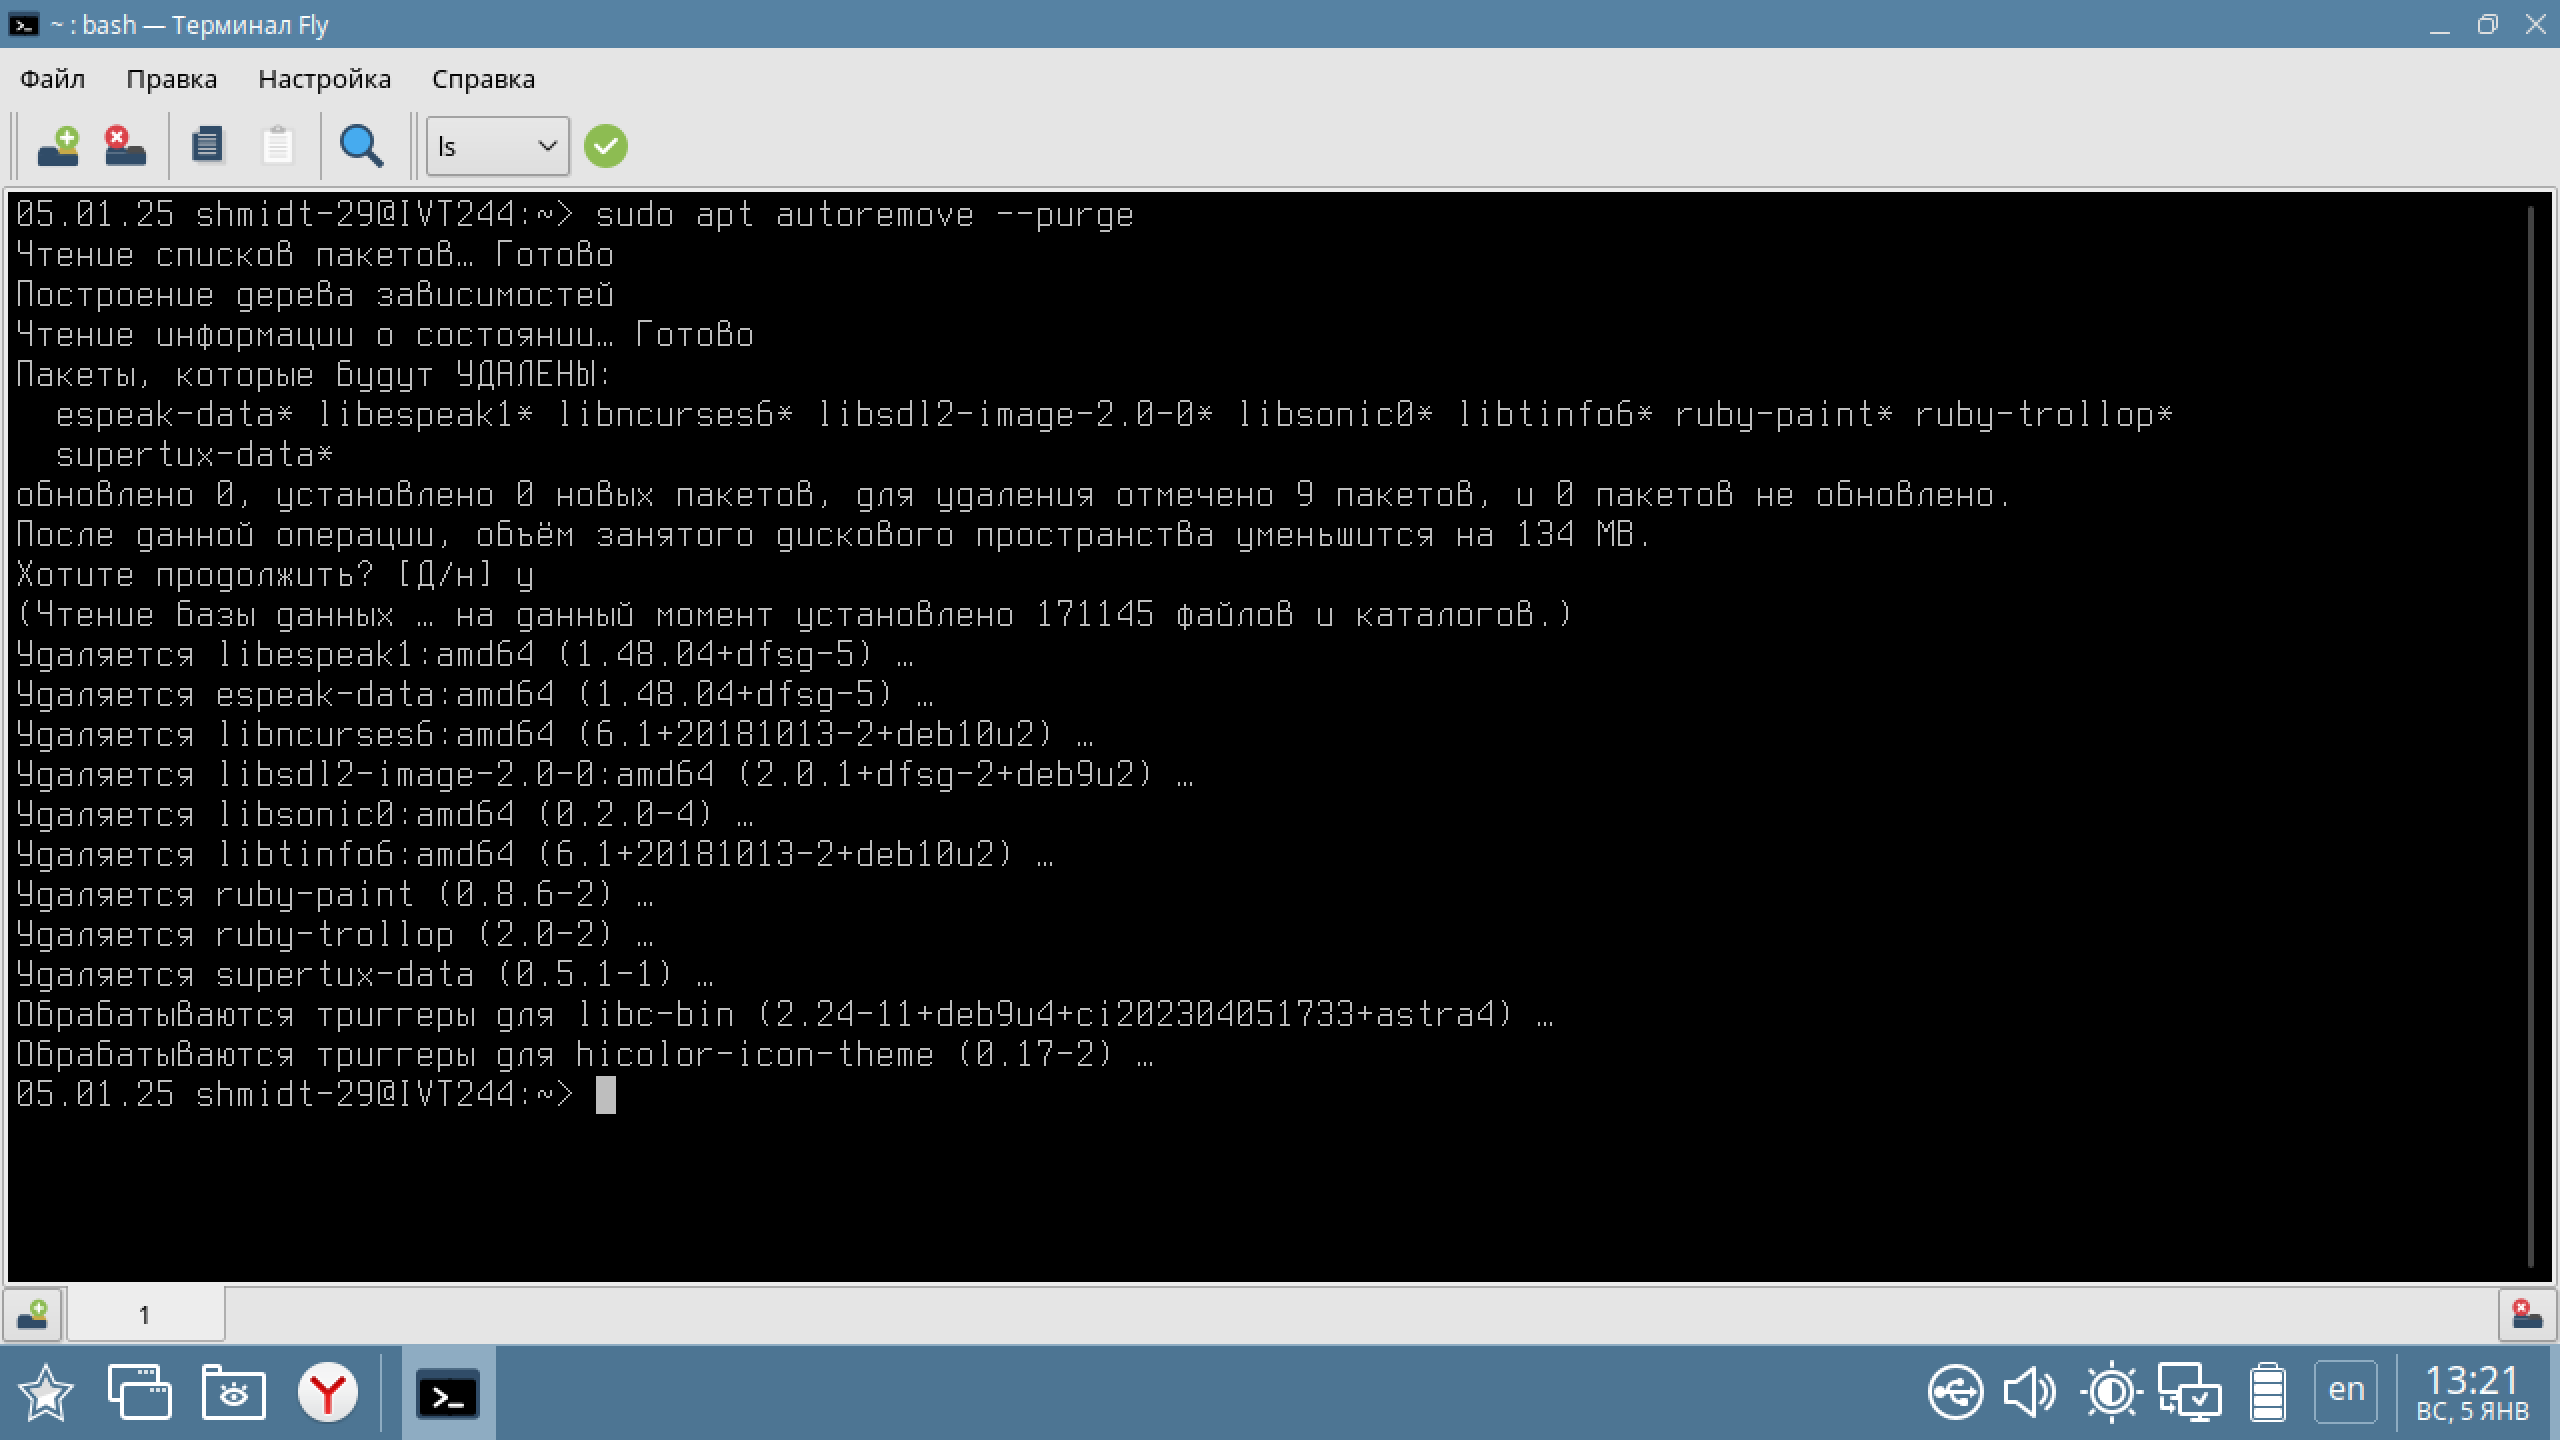 ~ : bash — Терминал Fly
Файл Правка Настройка Справка
ls
05.01.25 shmidt-29@IVT244:~> sudo apt autoremove --purge
Чтение списков пакетов… Готово
Построение дерева зависимостей
Чтение информации о состоянии… Готово
Пакеты, которые будут УДАЛЕНЫ:
  espeak-data* libespeak1* libncurses6* libsdl2-image-2.0-0* libsonic0* libtinfo6* ruby-paint* ruby-trollop*
  supertux-data*
обновлено 0, установлено 0 новых пакетов, для удаления отмечено 9 пакетов, и 0 пакетов не обновлено.
После данной операции, объём занятого дискового пространства уменьшится на 134 MB.
Хотите продолжить? [Д/н] y
(Чтение базы данных … на данный момент установлено 171145 файлов и каталогов.)
Удаляется libespeak1:amd64 (1.48.04+dfsg-5) …
Удаляется espeak-data:amd64 (1.48.04+dfsg-5) …
Удаляется libncurses6:amd64 (6.1+20181013-2+deb10u2) …
Удаляется libsdl2-image-2.0-0:amd64 (2.0.1+dfsg-2+deb9u2) …
Удаляется libsonic0:amd64 (0.2.0-4) …
Удаляется libtinfo6:amd64 (6.1+20181013-2+deb10u2) …
Удаляется ruby-paint (0.8.6-2) …
Удаляется ruby-trollop (2.0-2) …
Удаляется supertux-data (0.5.1-1) …
Обрабатываются триггеры для libc-bin (2.24-11+deb9u4+ci202304051733+astra4) …
Обрабатываются триггеры для hicolor-icon-theme (0.17-2) …
05.01.25 shmidt-29@IVT244:~>
1
en
13:21
ВС, 5 ЯНВ